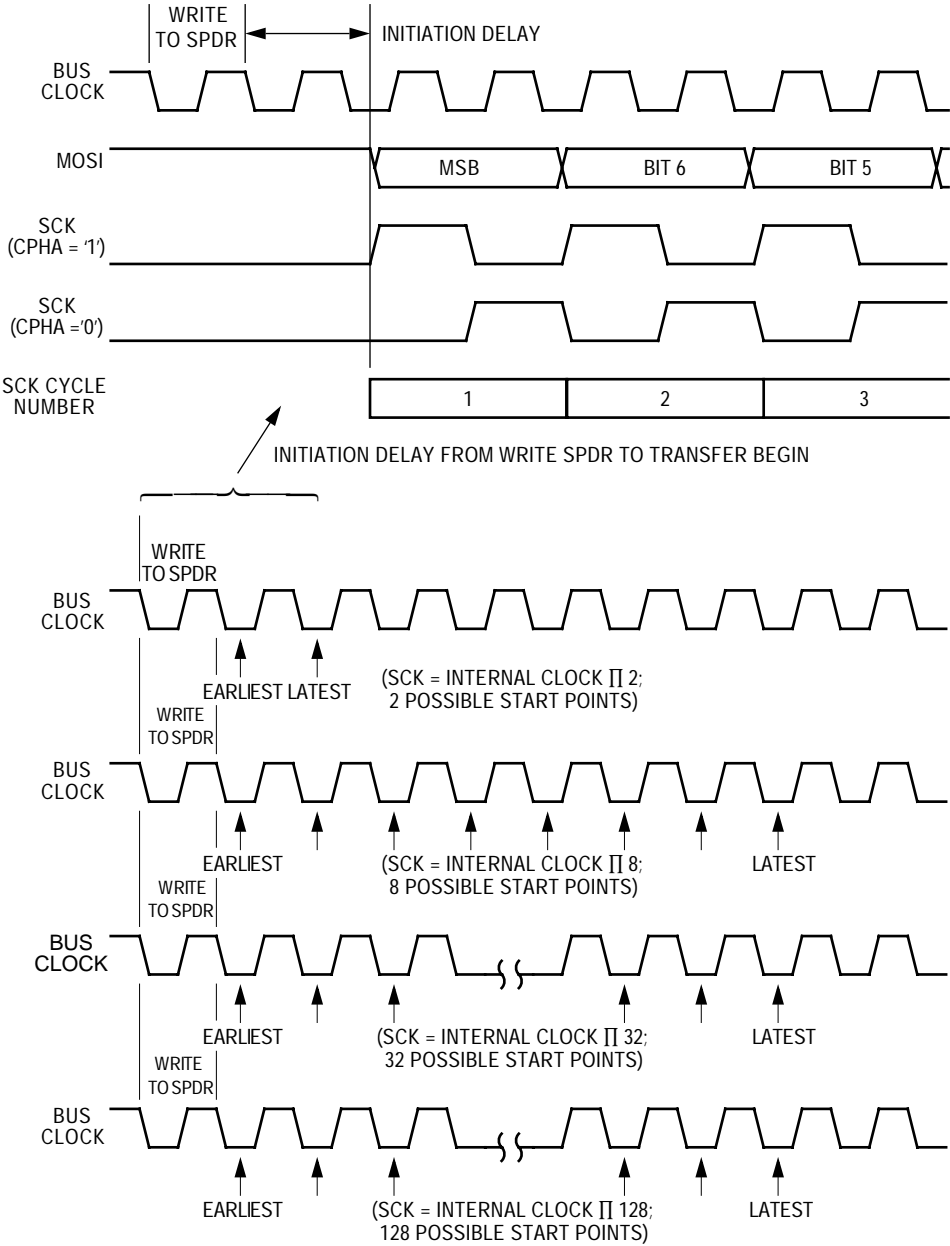 WRITE
TO SPDR
INITIATION DELAY
BUS
CLOCK
MOSI
MSB
BIT 6
BIT 5
SCK
(CPHA = '1')
SCK
(CPHA ='0')
SCK CYCLE
NUMBER
1
2
3
INITIATION DELAY FROM WRITE SPDR TO TRANSFER BEGIN
WRITE
TO SPDR
BUS
CLOCK
EARLIEST
LATEST
(SCK = INTERNAL CLOCK ∏ 2;
2 POSSIBLE START POINTS)
WRITE
TO SPDR
BUS
CLOCK
EARLIEST
(SCK = INTERNAL CLOCK ∏ 8;
8 POSSIBLE START POINTS)
LATEST
WRITE
TO SPDR
BUS
CLOCK
EARLIEST
(SCK = INTERNAL CLOCK ∏ 32;
32 POSSIBLE START POINTS)
LATEST
WRITE
TO SPDR
BUS
CLOCK
EARLIEST
(SCK = INTERNAL CLOCK ∏ 128;
128 POSSIBLE START POINTS)
LATEST